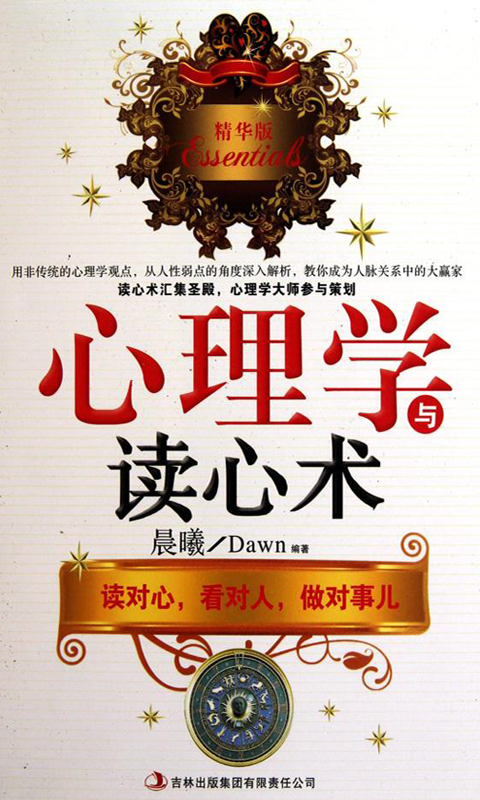 精华版
Essentials
用非传统的心理学观点，从人性弱点的角度深入解析，教你成为人脉关系中的大赢家
读心术汇集圣殿，心理学大师参与策划
心理学与
读心术
晨曦/Dawn 编著
读对心，看对人，做对事儿
吉林出版集团有限责任公司